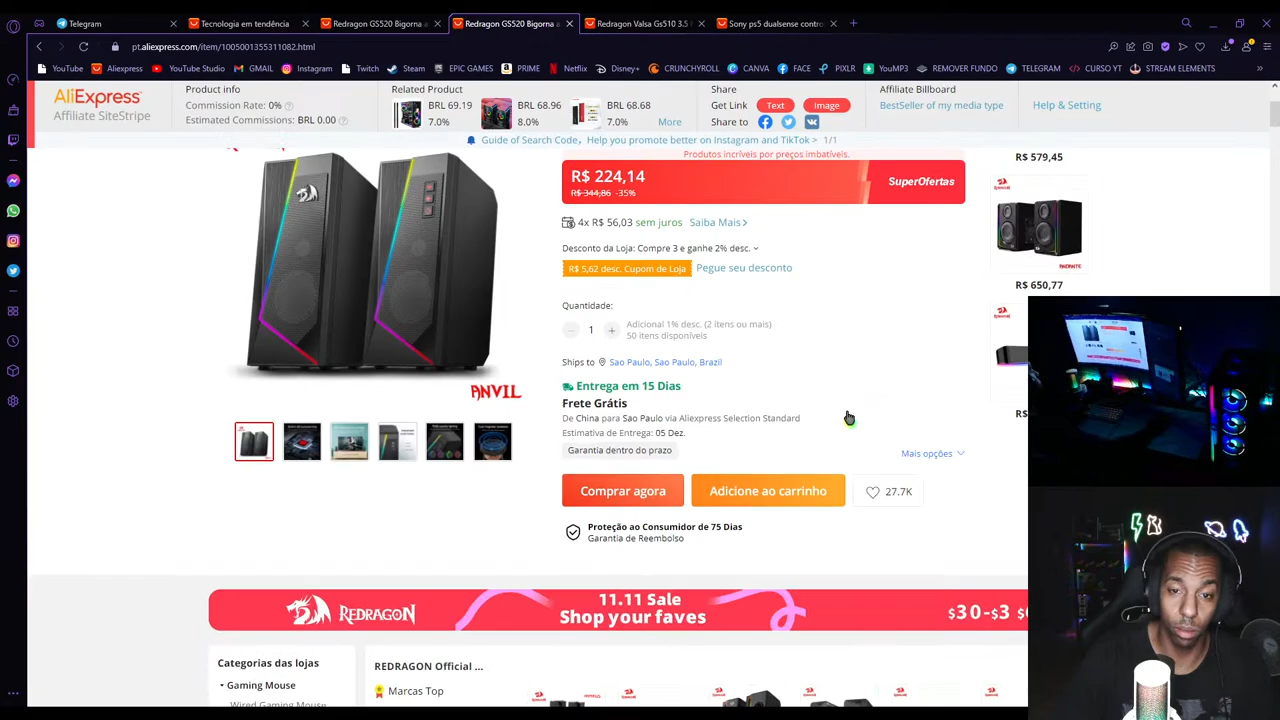 Telegram
Tecnologia em tendência
Redragon GS520 Bigorna a
Redragon GS520 Bigorna a
Redragon Valsa Gs510 3.5
Sony ps5 dualsense contro
pt.aliexpress.com/item/1005001355311082.html
YouTube
Aliexpress
YouTube Studio
GMAIL
Instagram
Twitch
Steam
EPIC GAMES
PRIME
Netflix
Disney+
CRUNCHYROLL
CANVA
FACE
PIXLR
YouMP3
REMOVER FUNDO
TELEGRAM
CURSO YT
STREAM ELEMENTS
AliExpress
Affiliate SiteStripe
Product info
Commission Rate: 0%
Estimated Commissions: BRL 0.00
Related Product
BRL 69.19
7.0%
BRL 68.96
8.0%
BRL 68.68
7.0%
More
Share
Get Link Text Image
Share to
Affiliate Billboard
BestSeller of my media type
Help & Setting
Guide of Search Code, Help you promote better on Instagram and TikTok > 1/1
Produtos incríveis por preços imbatíveis.
R$ 224,14
R$ 344,86 -35%
SuperOfertas
4x R$ 56,03 sem juros Saiba Mais
Desconto da Loja: Compre 3 e ganhe 2% desc.
R$ 5,62 desc. Cupom de Loja Pegue seu desconto
Quantidade:
1
Adicional 1% desc. (2 itens ou mais)
50 itens disponíveis
Ships to Sao Paulo, Sao Paulo, Brazil
Entrega em 15 Dias
Frete Grátis
De China para Sao Paulo via Aliexpress Selection Standard
Estimativa de Entrega: 05 Dez.
Garantia dentro do prazo
Mais opções
Comprar agora
Adicione ao carrinho
27.7K
Proteção ao Consumidor de 75 Dias
Garantia de Reembolso
ANVIL
R$ 579,45
R$ 650,77
R$
REDRAGON
11.11 Sale
Shop your faves
$30-$3
Categorias das lojas
Gaming Mouse
Wired Gaming Mouse
REDRAGON Official ...
Marcas Top